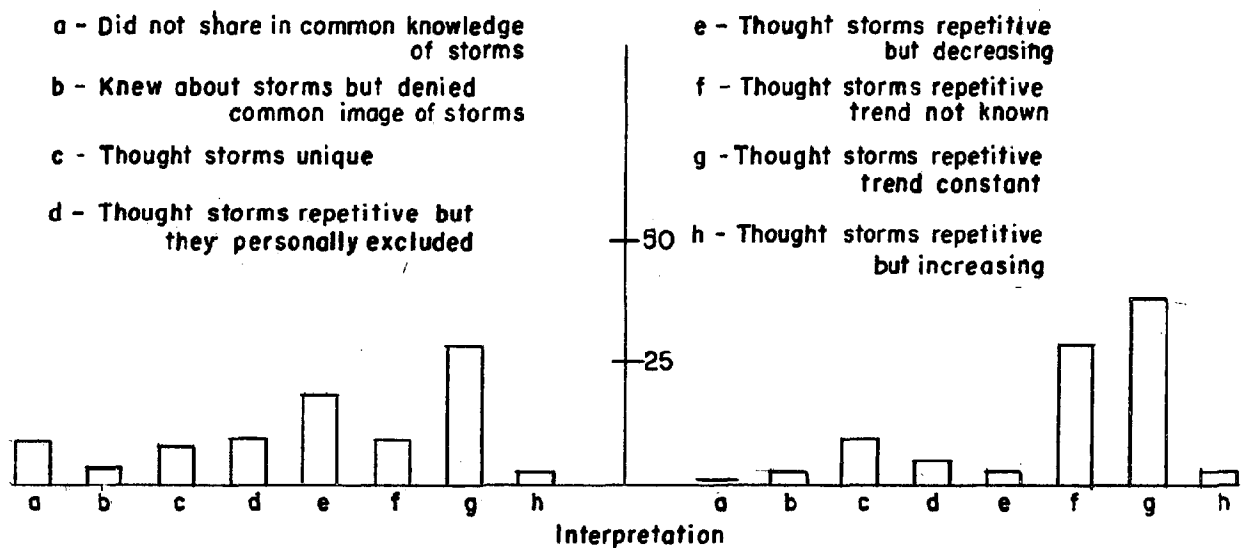 a - Did not share in common knowledge
of storms
b - Knew about storms but denied
common image of storms
c - Thought storms unique
d - Thought storms repetitive but
they personally excluded
e - Thought storms repetitive
but decreasing
f - Thought storms repetitive
trend not known
g - Thought storms repetitive
trend constant
h - Thought storms repetitive
but increasing
50
25
a b c d e f g h
a b c d e f g h
Interpretation